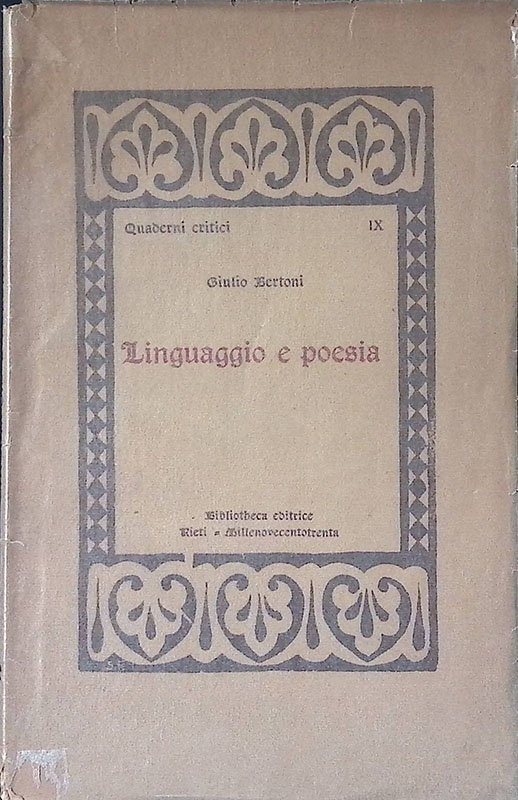 Quaderni critici IX
Giulio Bertoni
Linguaggio e poesia
Bibliotheca editrice
Rieti = Millenovecentotrenta